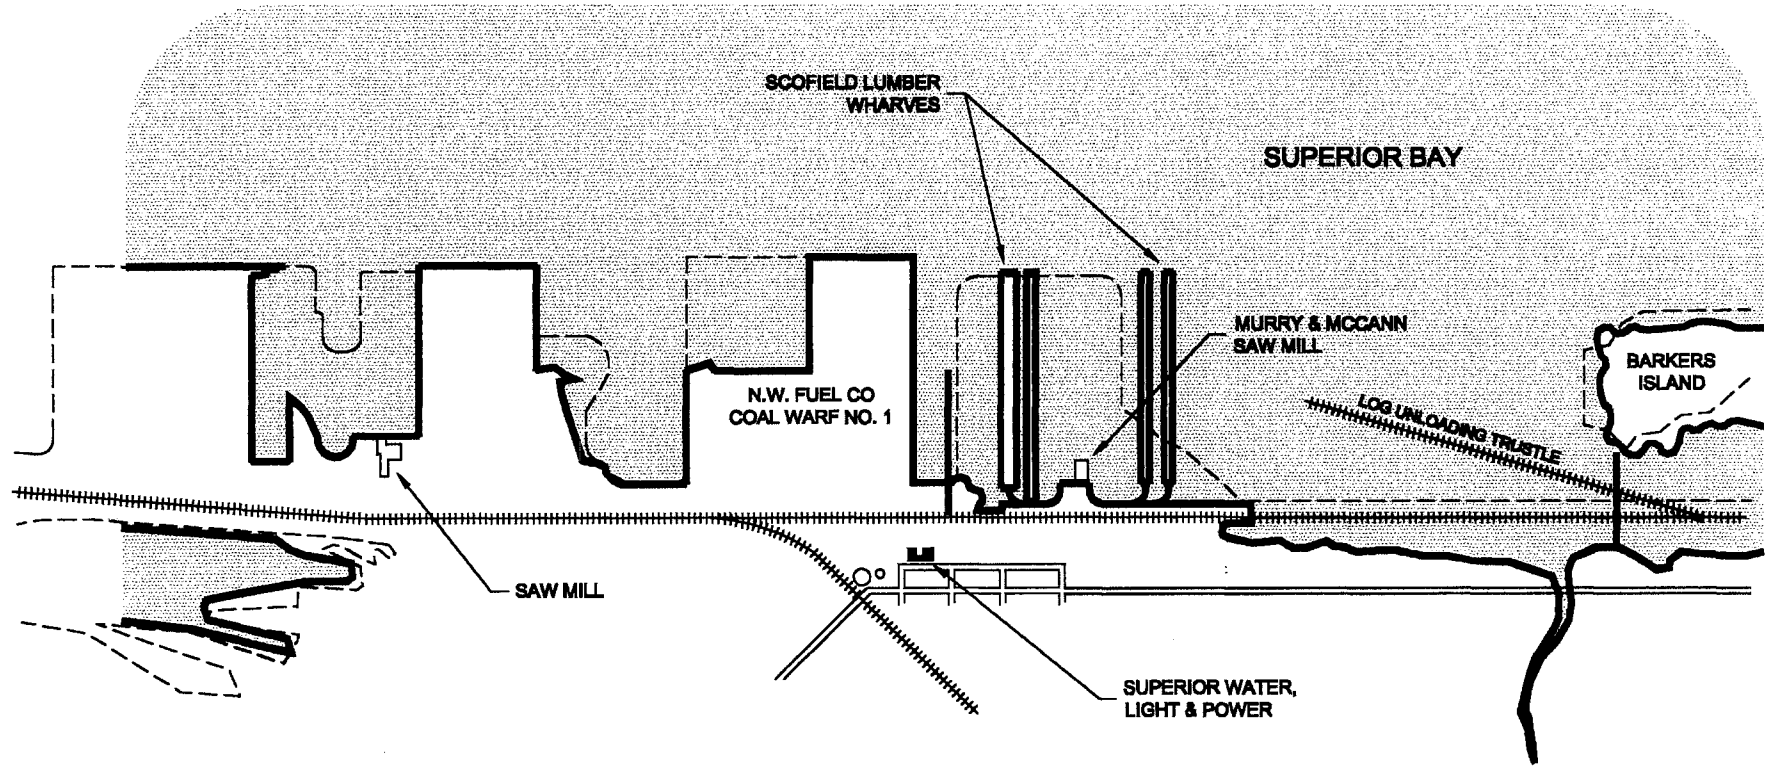 SCOFIELD LUMBER
WHARVES
SUPERIOR BAY
MURRY & MCCANN
SAW MILL
BARKERS
ISLAND
N.W. FUEL CO
COAL WARF NO. 1
LOG UNLOADING TRUSTLE
SAW MILL
SUPERIOR WATER,
LIGHT & POWER